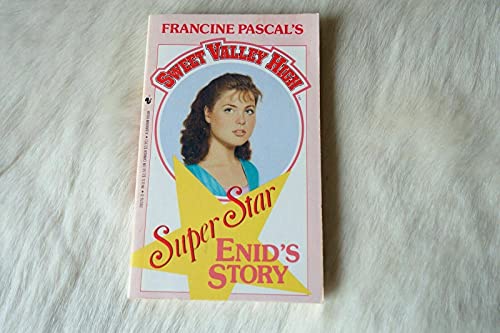 FRANCINE PASCAL'S
SWEET VALLEY HIGH
Super Star
ENID'S
STORY